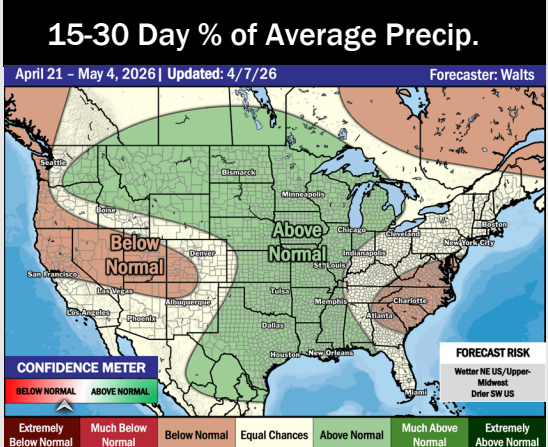 15-30 Day % of Average Precip.
April 21 – May 4, 2026 | Updated: 4/7/26
Forecaster: Walts
Seattle
Bismarck
Minneapolis
Boise
Boston
Chicago
Cleveland
New York City
Below
Normal
Above
Normal
Denver
Indianapolis
St. Louis
San Francisco
Las Vegas
Tulsa
Charlotte
Albuquerque
Memphis
Los Angeles
Phoenix
Atlanta
Dallas
Houston
New Orleans
Miami
CONFIDENCE METER
BELOW NORMAL
ABOVE NORMAL
FORECAST RISK
Wetter NE US/Upper-
Midwest
Drier SW US
Extremely
Below Normal
Much Below
Normal
Below Normal
Equal Chances
Above Normal
Much Above
Normal
Extremely
Above Normal